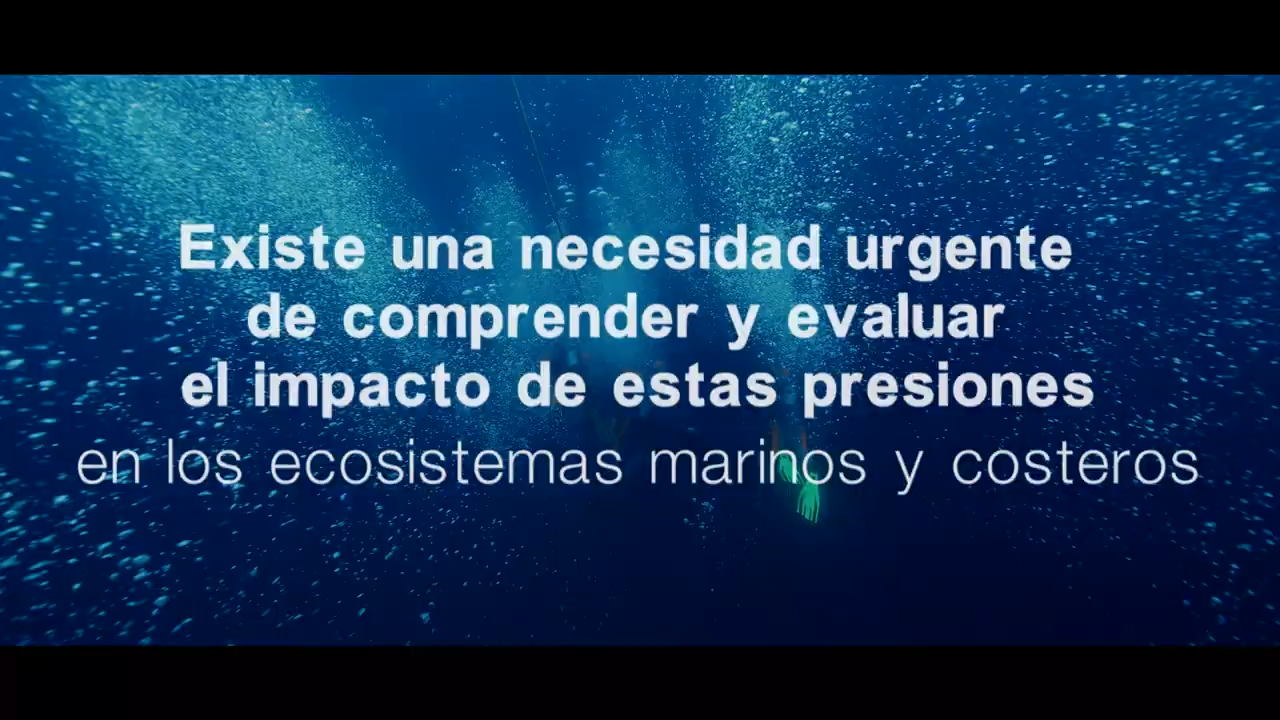 Existe una necesidad urgente
de comprender y evaluar
el impacto de estas presiones
en los ecosistemas marinos y costeros